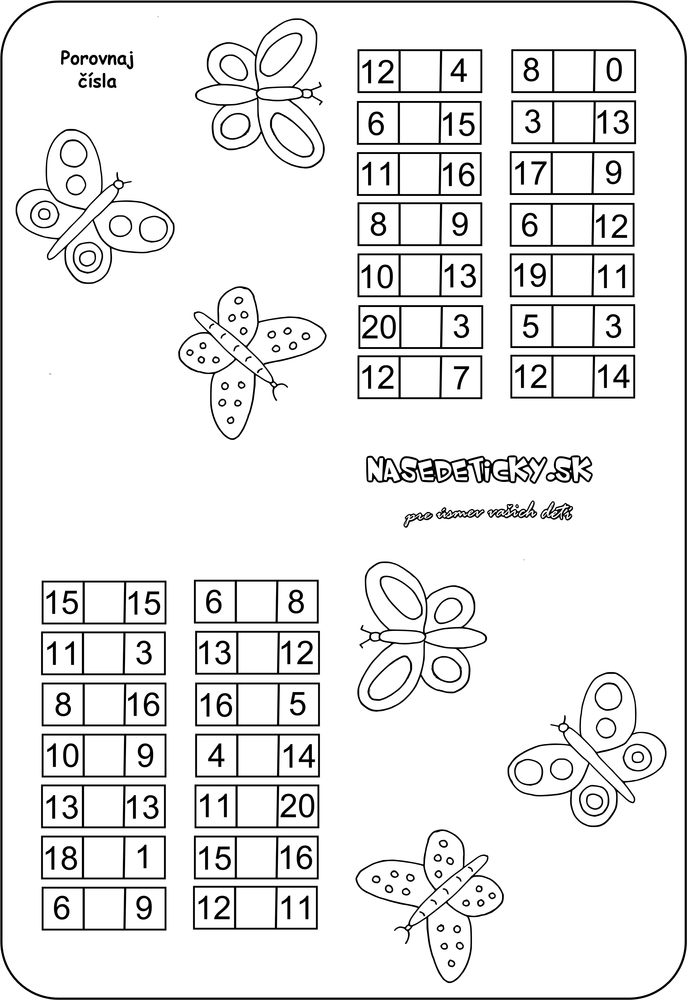 Porovnaj
čísla
12 4 8 0
6 15 3 13
11 16 17 9
8 9 6 12
10 13 19 11
20 3 5 3
12 7 12 14
NASEDETiCKY.SK
pre úsmev vašich detí
15 15 6 8
11 3 13 12
8 16 16 5
10 9 4 14
13 13 11 20
18 1 15 16
6 9 12 11